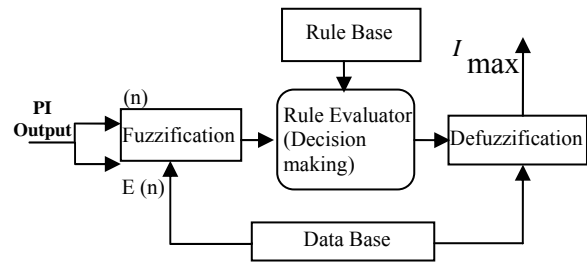 Rule Base
I max
PI
Output
(n)
Fuzzification
Rule Evaluator
(Decision
making)
Defuzzification
E (n)
Data Base